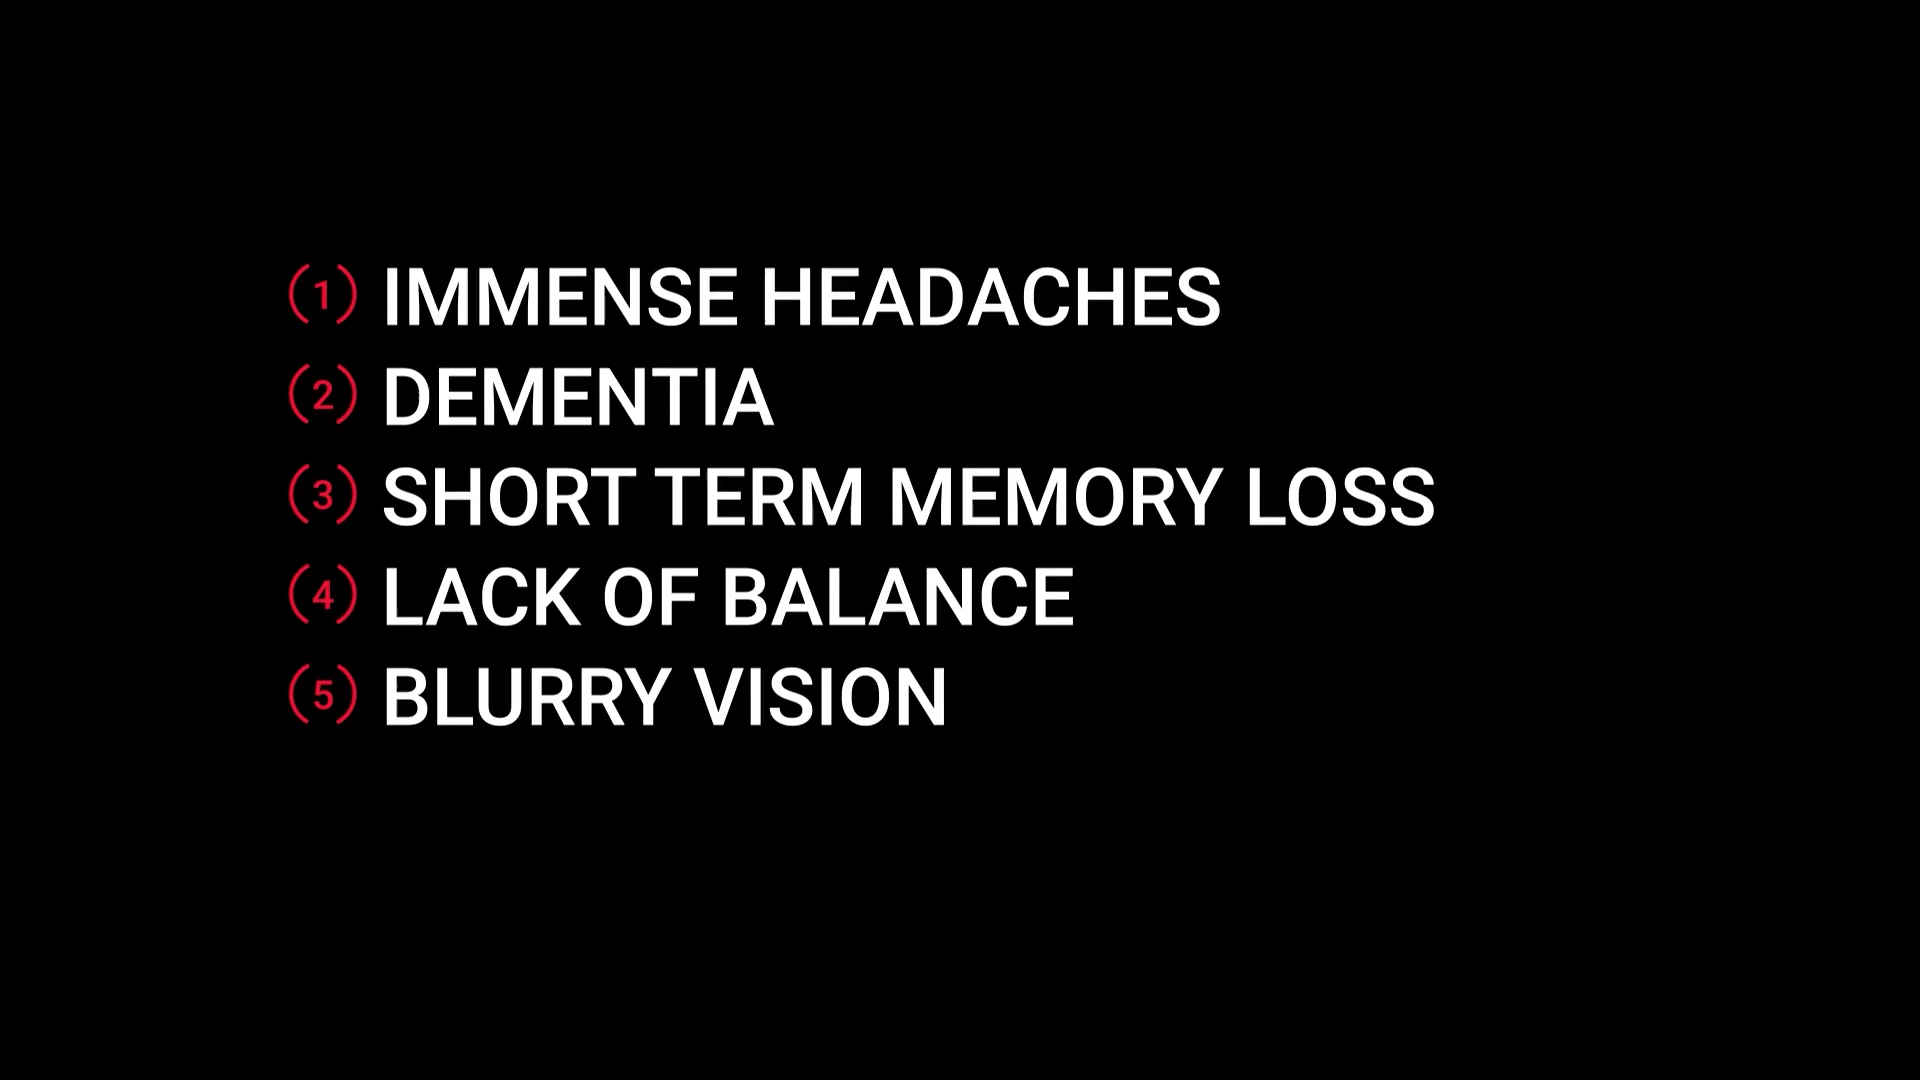 (1) IMMENSE HEADACHES
(2) DEMENTIA
(3) SHORT TERM MEMORY LOSS
(4) LACK OF BALANCE
(5) BLURRY VISION